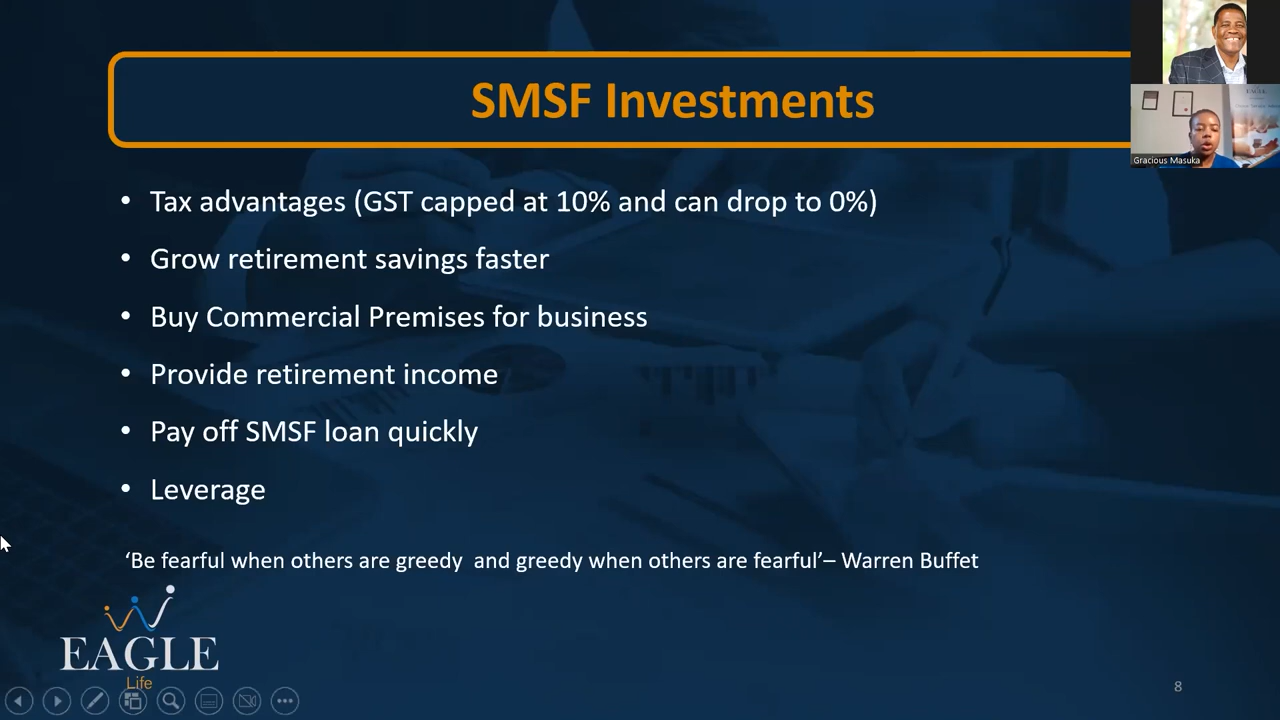 SMSF Investments
Gracious Masuka
• Tax advantages (GST capped at 10% and can drop to 0%)
• Grow retirement savings faster
• Buy Commercial Premises for business
• Provide retirement income
• Pay off SMSF loan quickly
• Leverage
‘Be fearful when others are greedy  and greedy when others are fearful’– Warren Buffet
EAGLE
Life
8